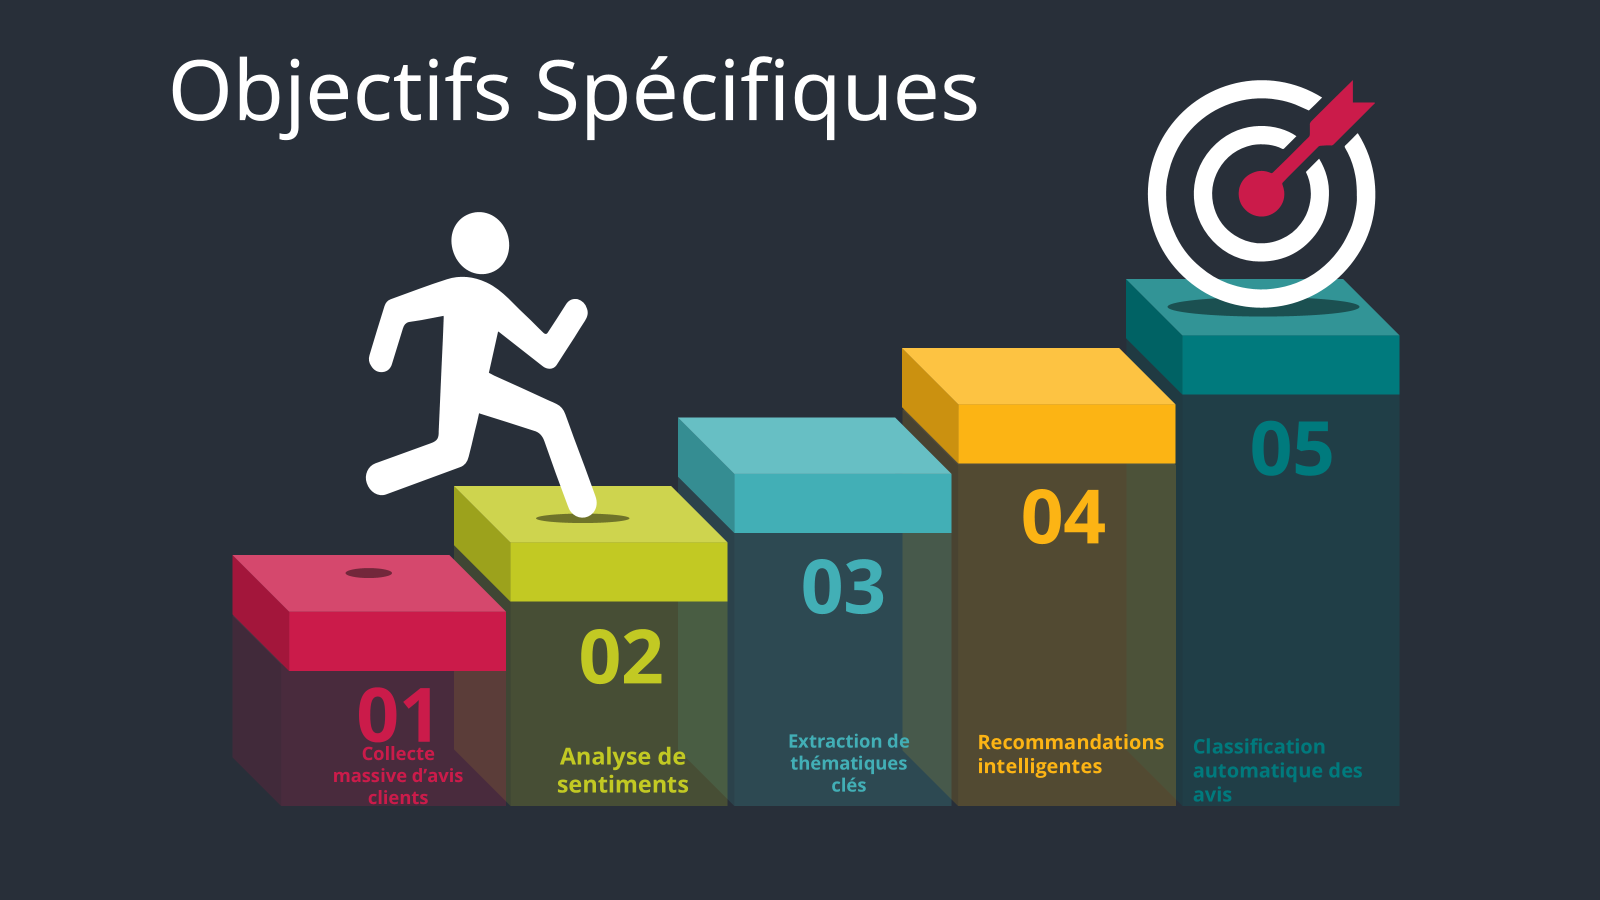 Objectifs Spécifiques
01
Collecte
massive d'avis
clients
02
Analyse de
sentiments
03
Extraction de
thématiques
clés
04
Recommandations
intelligentes
05
Classification
automatique des
avis